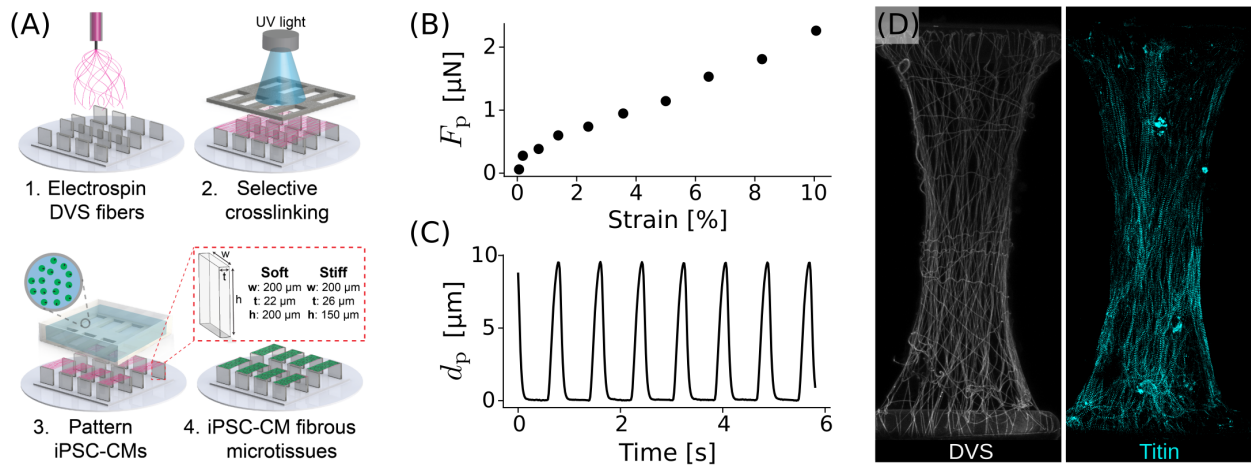 (A)
UV light
1. Electrospin
DVS fibers
2. Selective
crosslinking
w
t
h
Soft
w: 200 µm
t: 22 µm
h: 200 µm
Stiff
w: 200 µm
t: 26 µm
h: 150 µm
3. Pattern
iPSC-CMs
4. iPSC-CM fibrous
microtissues
(B)
Fp [µN]
2
1
0
0 2 4 6 8 10
Strain [%]
(C)
dp [µm]
10
5
0
0 2 4 6
Time [s]
(D)
DVS
Titin